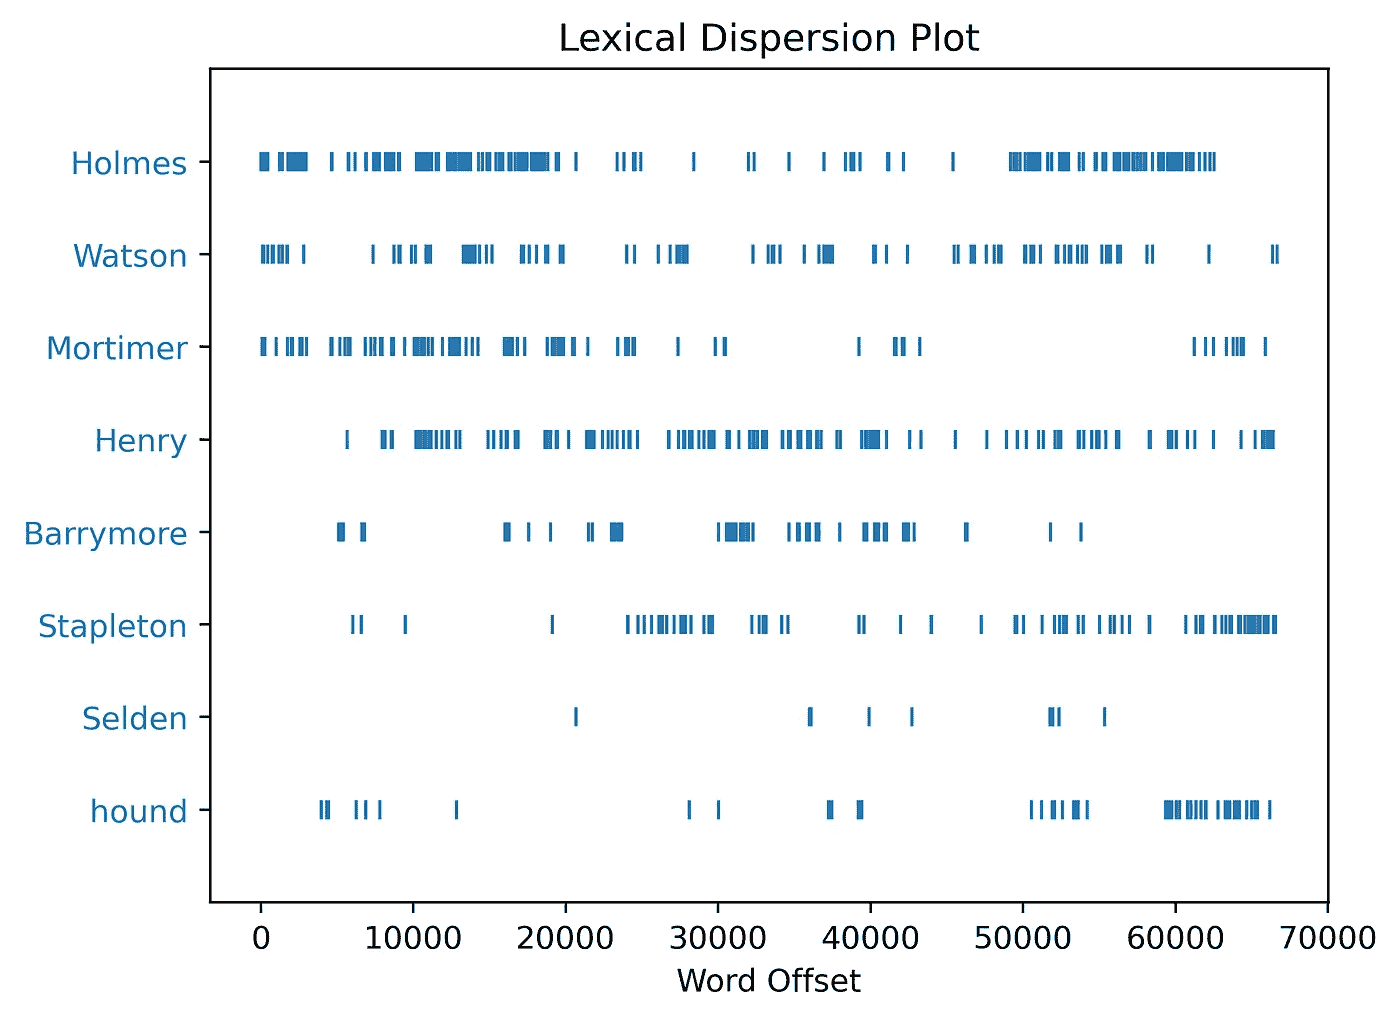 Lexical Dispersion Plot
Holmes
Watson
Mortimer
Henry
Barrymore
Stapleton
Selden
hound
0 10000 20000 30000 40000 50000 60000 70000
Word Offset